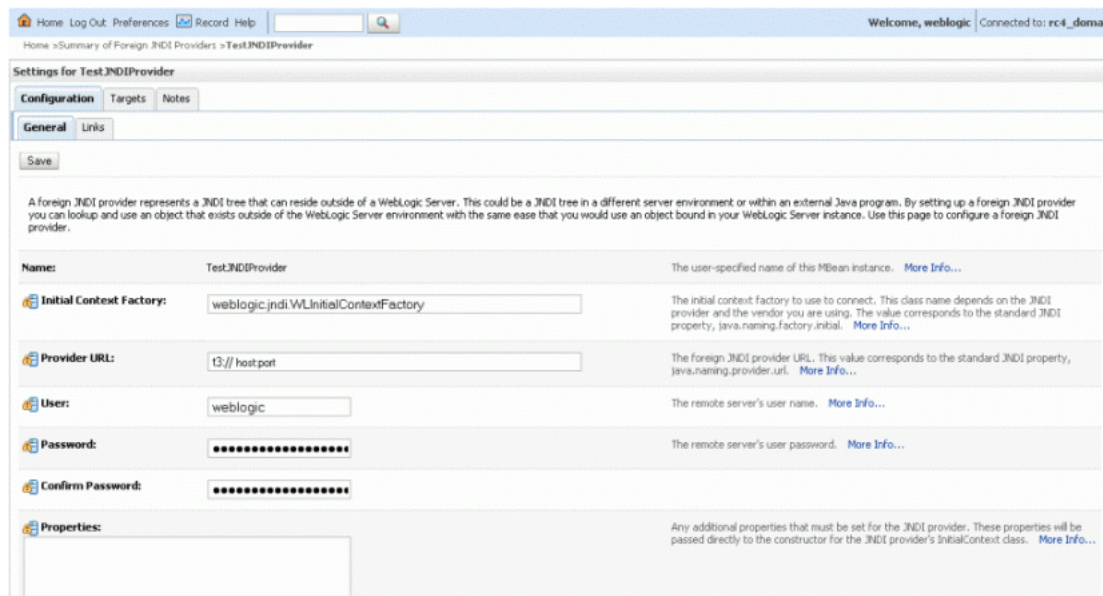 Home Log Out Preferences Record Help
Welcome, weblogic Connected to: rc4_doma
Home >Summary of Foreign JNDI Providers >TestJNDIProvider
Settings for TestJNDIProvider
Configuration Targets Notes
General Links
Save
A foreign JNDI provider represents a JNDI tree that can reside outside of a WebLogic Server. This could be a JNDI tree in a different server environment or within an external Java program. By setting up a foreign JNDI provider
you can lookup and use an object that exists outside of the WebLogic Server environment with the same ease that you would use an object bound in your WebLogic Server instance. Use this page to configure a foreign JNDI
provider.
Name: TestJNDIProvider The user-specified name of this MBean instance. More Info...
Initial Context Factory: weblogic.jndi.WLInitialContextFactory
The initial context factory to use to connect. This class name depends on the JNDI
provider and the vendor you are using. The value corresponds to the standard JNDI
property, java.naming.factory.initial. More Info...
Provider URL: t3:// host:port
The foreign JNDI provider URL. This value corresponds to the standard JNDI property,
java.naming.provider.url. More Info...
User: weblogic The remote server's user name. More Info...
Password: The remote server's user password. More Info...
Confirm Password:
Properties:
Any additional properties that must be set for the JNDI provider. These properties will be
passed directly to the constructor for the JNDI provider's InitialContext class. More Info...